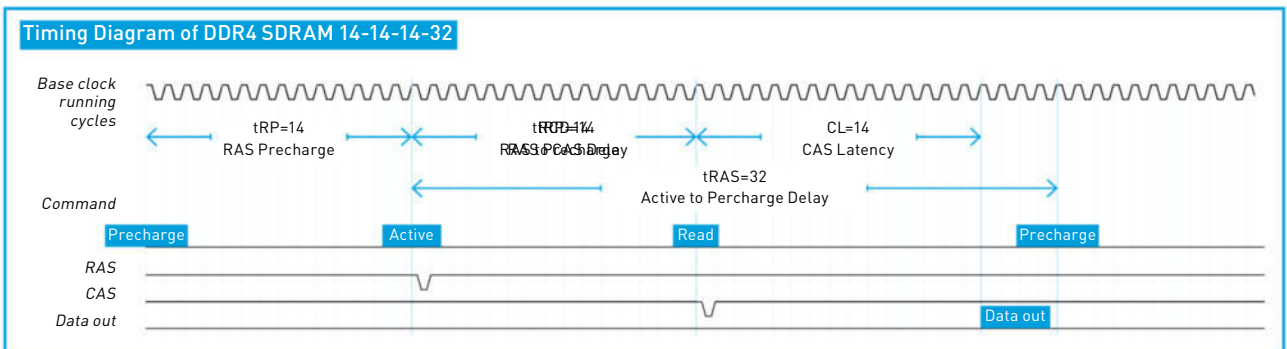 Timing Diagram of DDR4 SDRAM 14-14-14-32
Base clock
running
cycles
tRP=14
RAS Precharge
CL=14
CAS Latency
tRAS=32
Active to Percharge Delay
Command
Precharge
Active
Read
Precharge
RAS
CAS
Data out
Data out